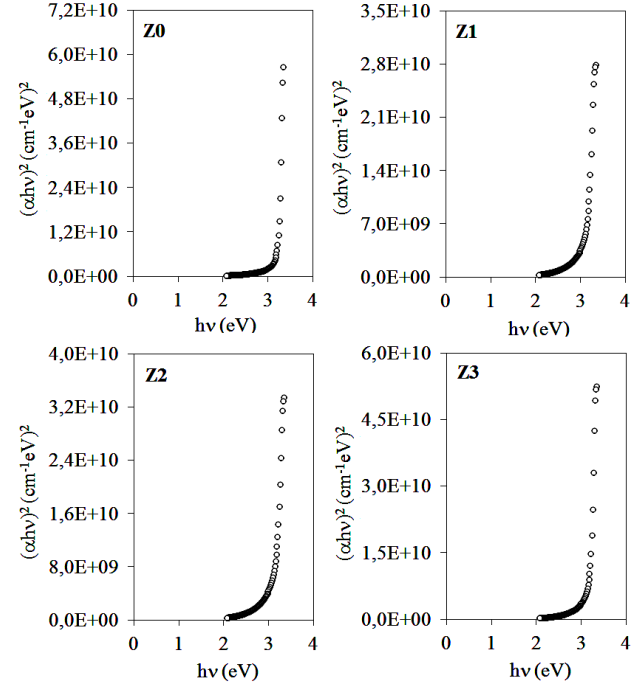 Z0
7,2E+10
6,0E+10
4,8E+10
3,6E+10
2,4E+10
1,2E+10
0,0E+00
(αhν)² (cm⁻¹eV)²
0 1 2 3 4
hν (eV)
Z1
3,5E+10
2,8E+10
2,1E+10
1,4E+10
7,0E+09
0,0E+00
(αhν)² (cm⁻¹eV)²
0 1 2 3 4
hν (eV)
Z2
4,0E+10
3,2E+10
2,4E+10
1,6E+10
8,0E+09
0,0E+00
(αhν)² (cm⁻¹eV)²
0 1 2 3 4
hν (eV)
Z3
6,0E+10
4,5E+10
3,0E+10
1,5E+10
0,0E+00
(αhν)² (cm⁻¹eV)²
0 1 2 3 4
hν (eV)